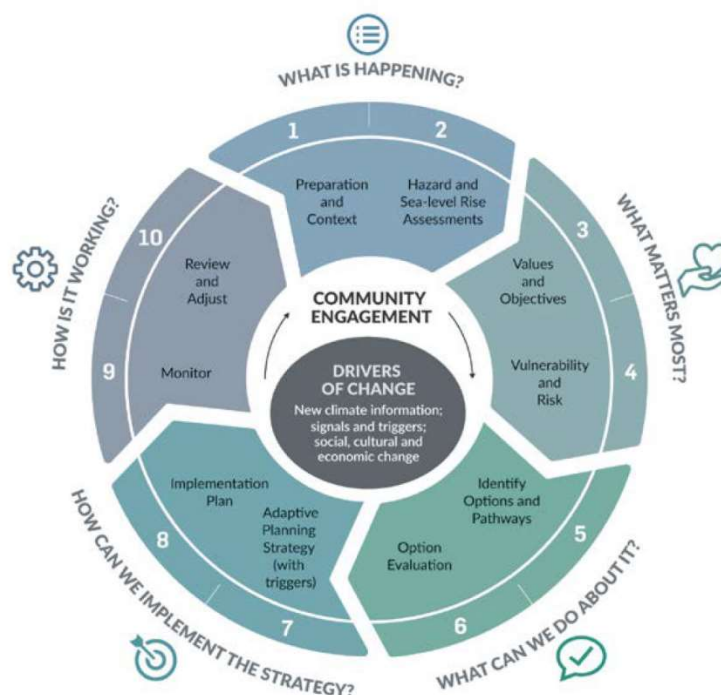 WHAT IS HAPPENING?
1
2
Preparation
and
Context
Hazard and
Sea-level Rise
Assessments
WHAT MATTERS MOST?
3
4
Values
and
Objectives
Vulnerability
and
Risk
WHAT CAN WE DO ABOUT IT?
5
6
Identify
Options and
Pathways
Option
Evaluation
HOW CAN WE IMPLEMENT THE STRATEGY?
7
8
Adaptive
Planning
Strategy
(with
triggers)
Implementation
Plan
HOW IS IT WORKING?
9
10
Monitor
Review
and
Adjust
COMMUNITY
ENGAGEMENT
DRIVERS
OF CHANGE
New climate information;
signals and triggers;
social, cultural and
economic change